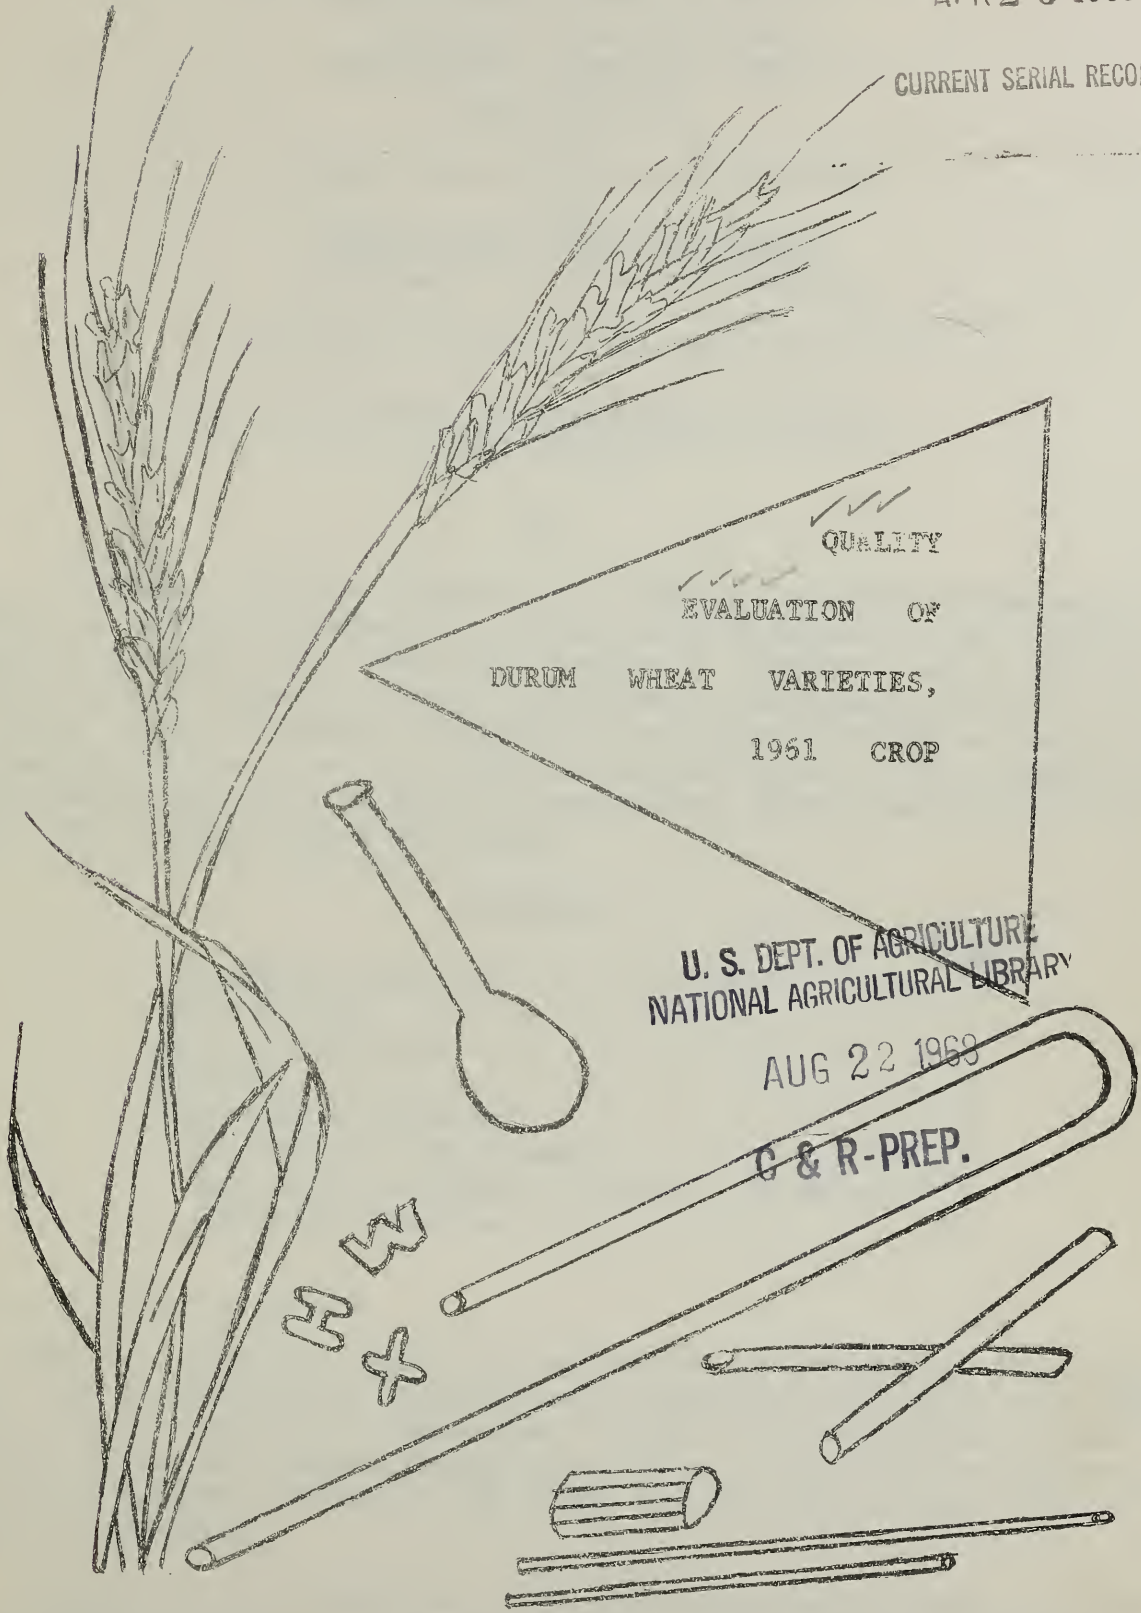 CURRENT SERIAL
QUALITY
EVALUATION OF
DURUM WHEAT VARIETIES,
1961 CROP
U. S. DEPT. OF AGRICULTURE
NATIONAL AGRICULTURAL LIBRARY
AUG 22 1968
C & R-PREP.
W
H
X